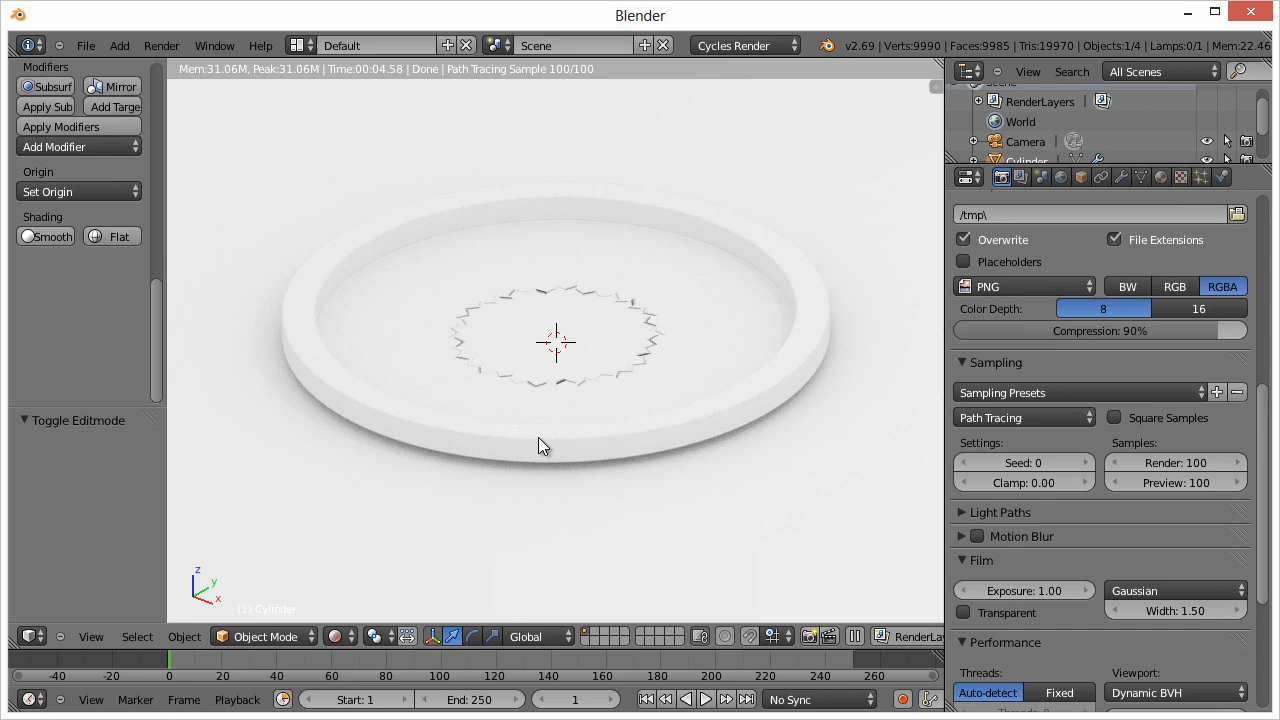 Blender
File Add Render Window Help Default Scene Cycles Render v2.69 | Verts:9990 | Faces:9985 | Tris:19970 | Objects:1/4 | Lamps:0/1 | Mem:22.46
Mem:31.06M, Peak:31.06M | Time:00:04.58 | Done | Path Tracing Sample 100/100
Modifiers
Subsurf Mirror
Apply Sub Add Targe
Apply Modifiers
Add Modifier
Origin
Set Origin
Shading
Smooth Flat
Toggle Editmode
z
y
x
(1) Cylinder
View Search All Scenes
Scene
RenderLayers |
World
Camera |
Cylinder
/tmp\
Overwrite File Extensions
Placeholders
PNG BW RGB RGBA
Color Depth: 8 16
Compression: 90%
Sampling
Sampling Presets
Path Tracing Square Samples
Settings: Samples:
Seed: 0 Render: 100
Clamp: 0.00 Preview: 100
Light Paths
Motion Blur
Film
Exposure: 1.00 Gaussian
Transparent Width: 1.50
Performance
Threads: Viewport:
Auto-detect Fixed Dynamic BVH
View Select Object Object Mode Global RenderLay
-40 -20 0 20 40 60 80 100 120 140 160 180 200 220 240 260
View Marker Frame Playback Start: 1 End: 250 1 No Sync